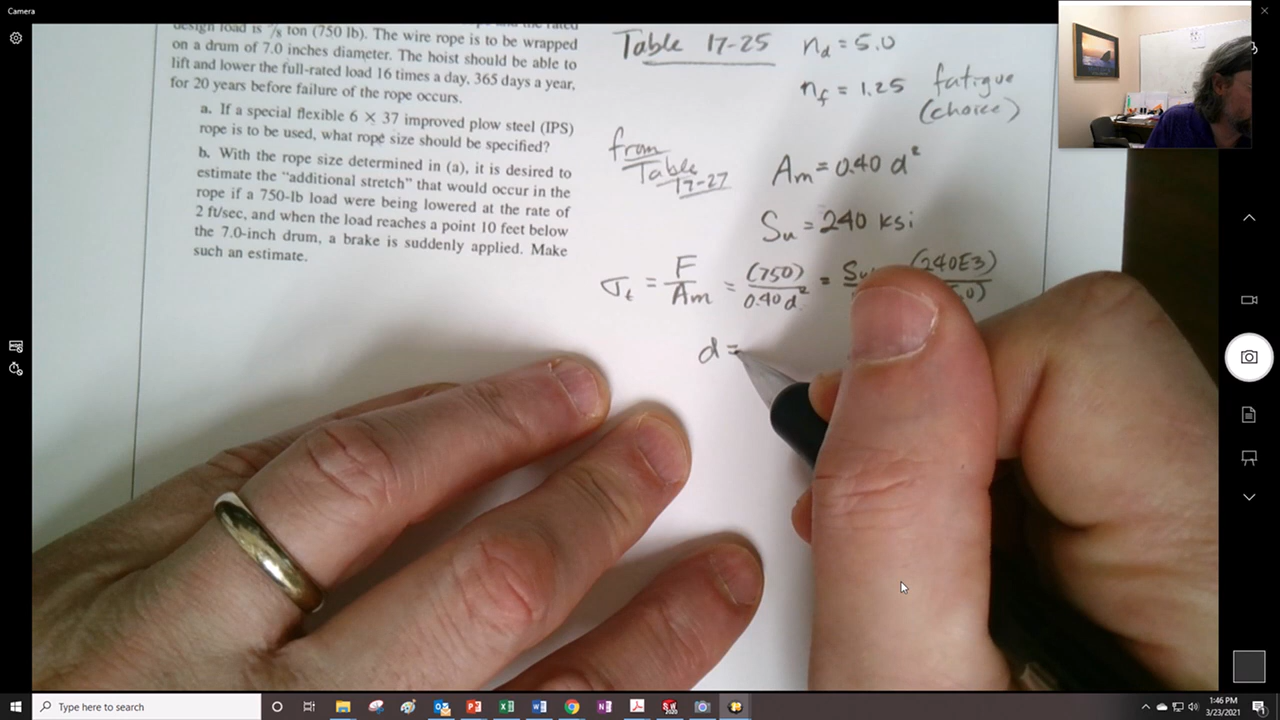 Camera
design load is 3/8 ton (750 lb). The wire rope is to be wrapped
on a drum of 7.0 inches diameter. The hoist should be able to
lift and lower the full-rated load 16 times a day, 365 days a year,
for 20 years before failure of the rope occurs.
a. If a special flexible 6 × 37 improved plow steel (IPS)
rope is to be used, what rope size should be specified?
b. With the rope size determined in (a), it is desired to
estimate the "additional stretch" that would occur in the
rope if a 750-lb load were being lowered at the rate of
2 ft/sec, and when the load reaches a point 10 feet below
the 7.0-inch drum, a brake is suddenly applied. Make
such an estimate.
Table 17-25 n_d = 5.0
n_f = 1.25 fatigue
(choice)
from
Table
17-27
Am = 0.40 d²
Su = 240 ksi
σt = F/Am = (750)/0.40d² = Su (240E3)
d =
Type here to search
1:46 PM
3/23/2021